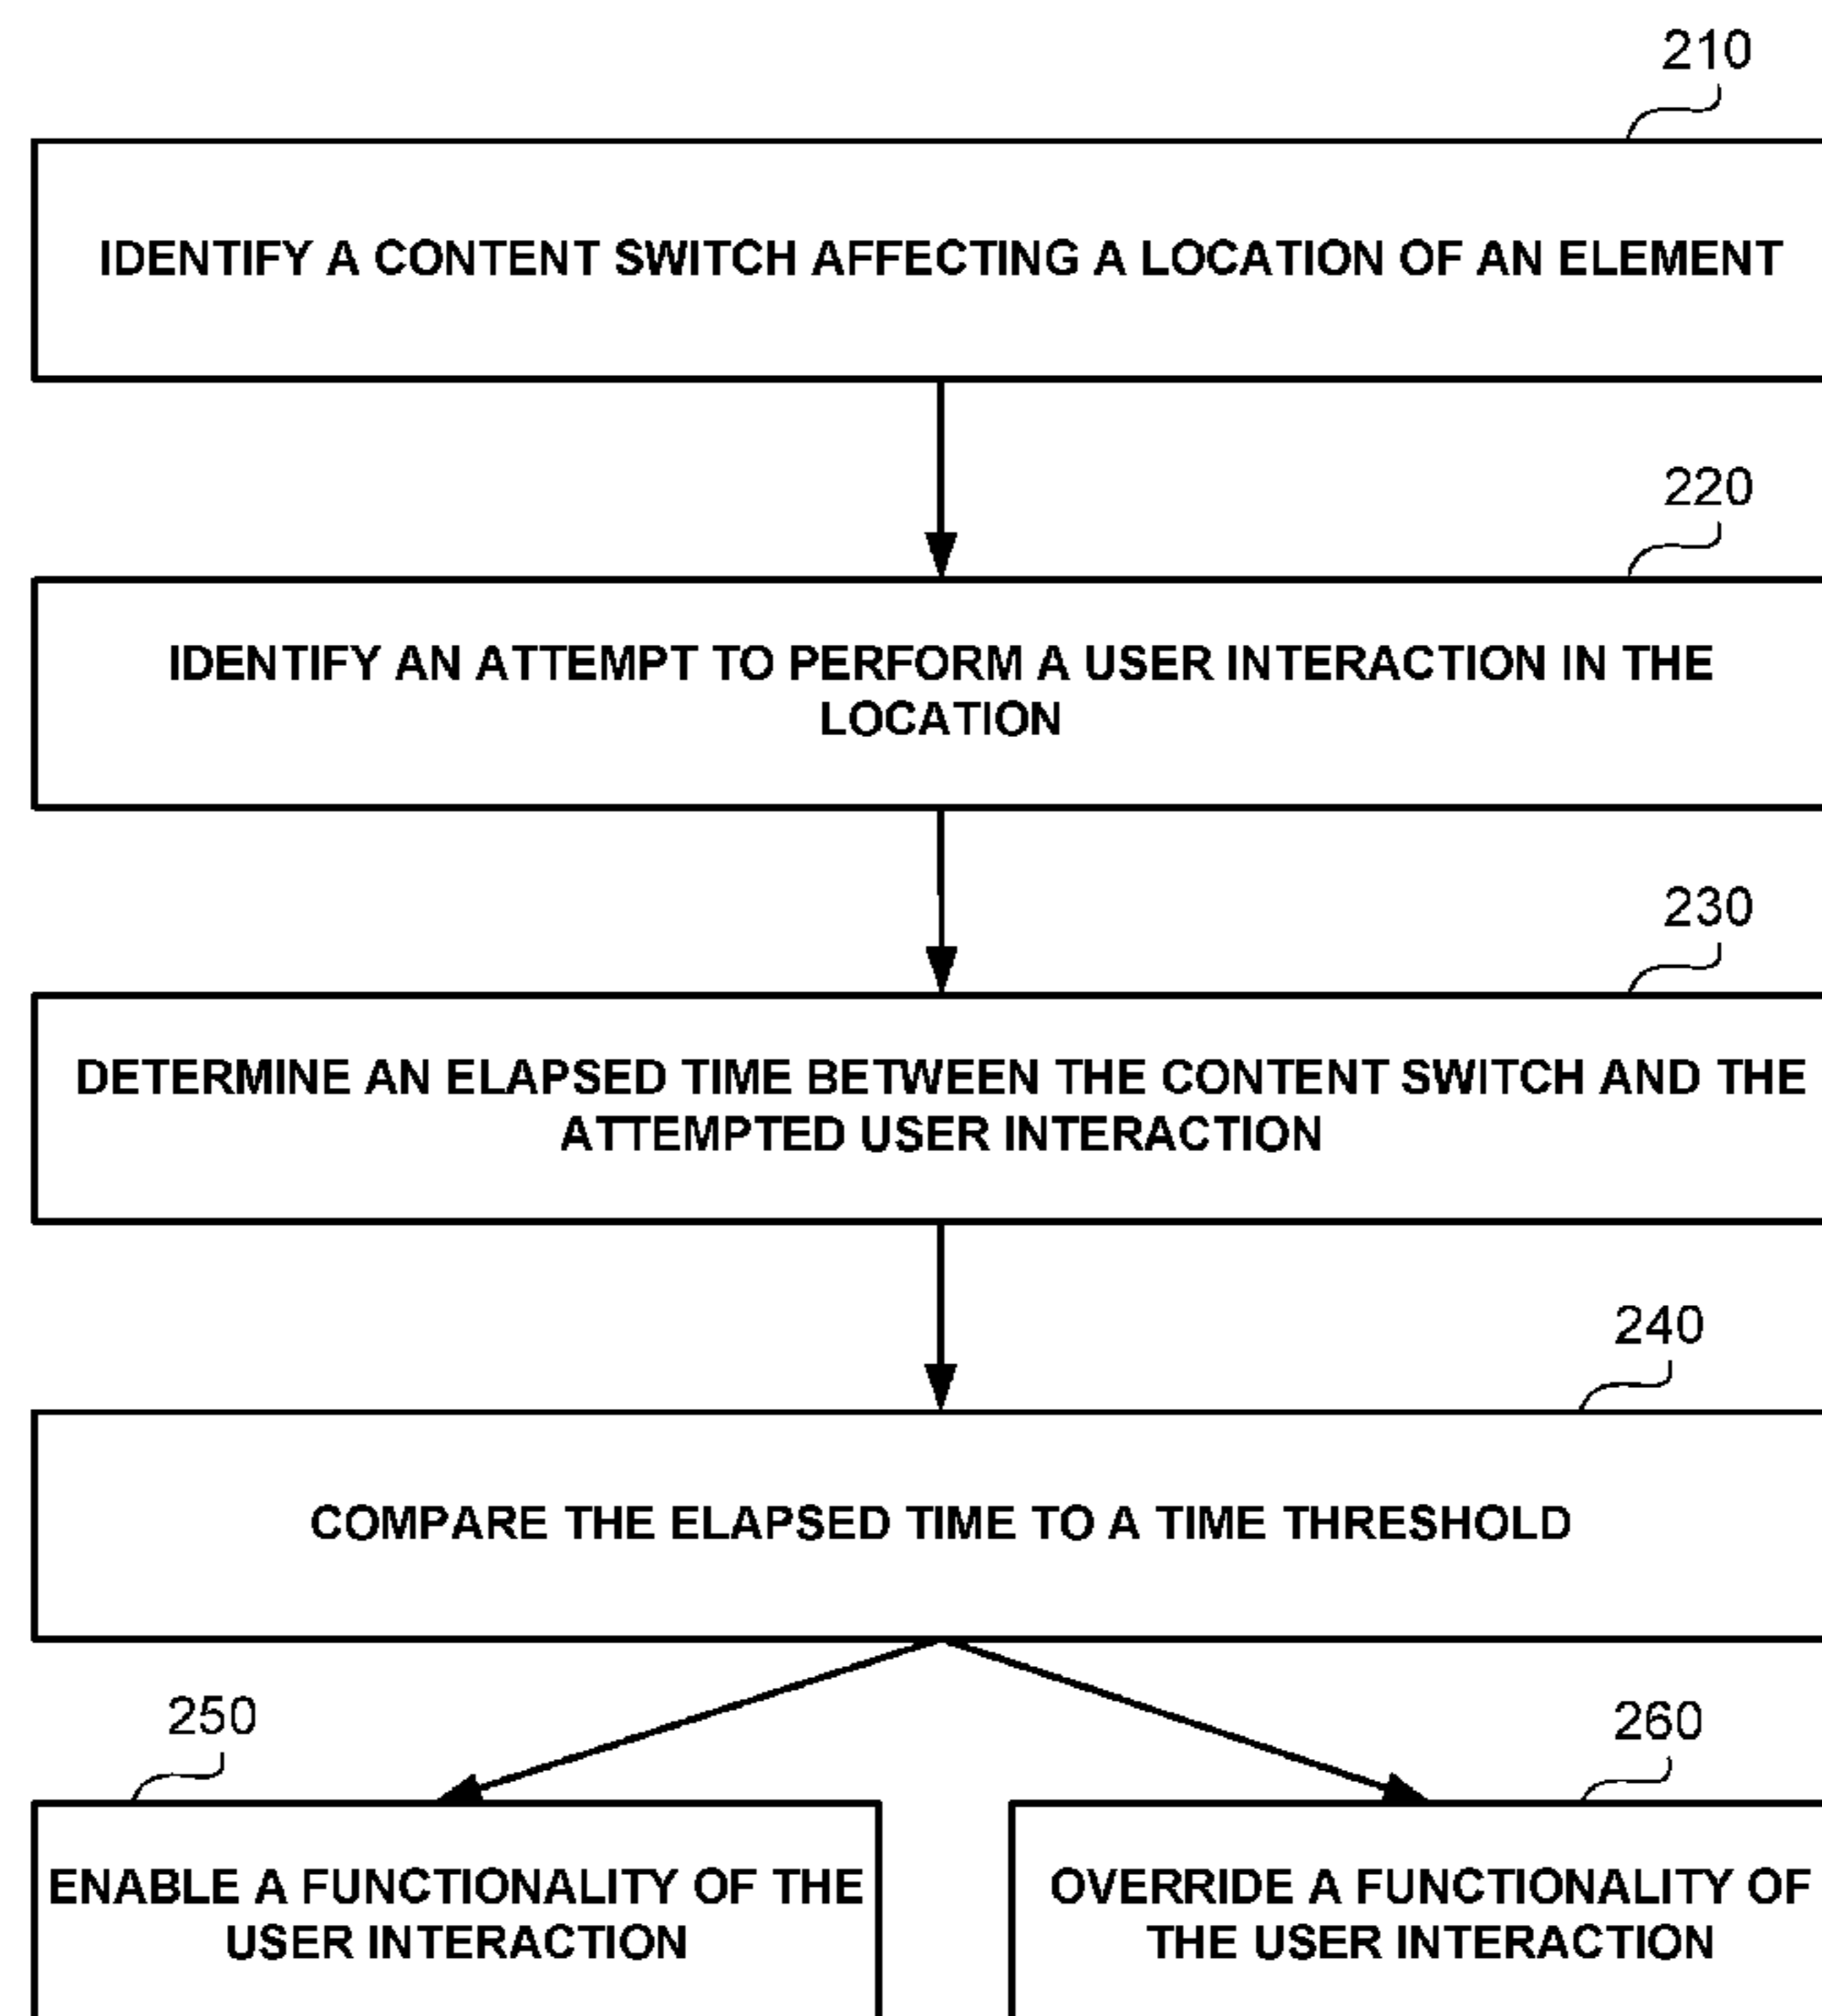 210
IDENTIFY A CONTENT SWITCH AFFECTING A LOCATION OF AN ELEMENT
220
IDENTIFY AN ATTEMPT TO PERFORM A USER INTERACTION IN THE
LOCATION
230
DETERMINE AN ELAPSED TIME BETWEEN THE CONTENT SWITCH AND THE
ATTEMPTED USER INTERACTION
240
COMPARE THE ELAPSED TIME TO A TIME THRESHOLD
250
ENABLE A FUNCTIONALITY OF THE
USER INTERACTION
260
OVERRIDE A FUNCTIONALITY OF
THE USER INTERACTION